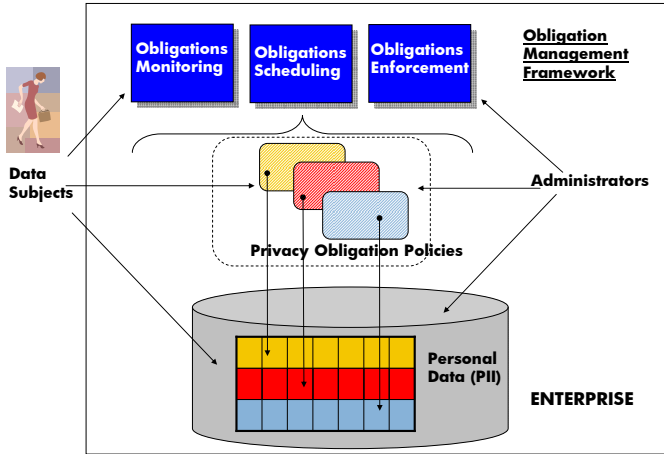 Obligations
Monitoring
Obligations
Scheduling
Obligations
Enforcement
Obligation
Management
Framework
Data
Subjects
Administrators
Privacy Obligation Policies
Personal
Data (PII)
ENTERPRISE